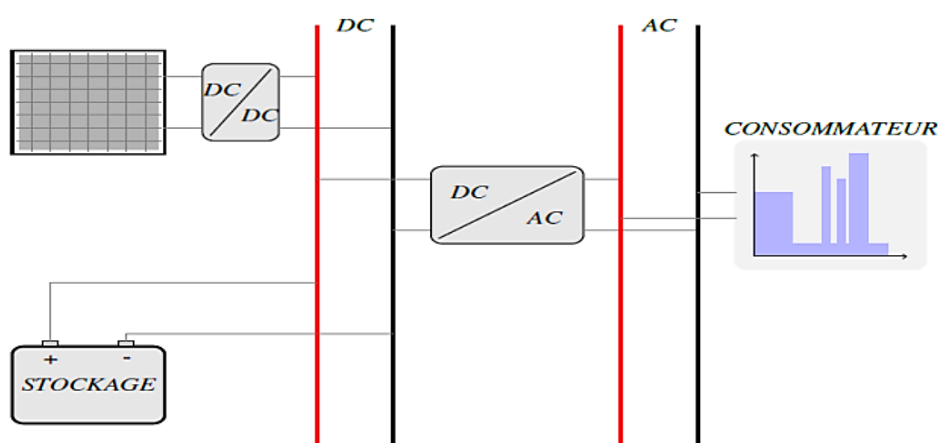 DC
AC
DC
DC
CONSOMMATEUR
DC
AC
+ -
STOCKAGE